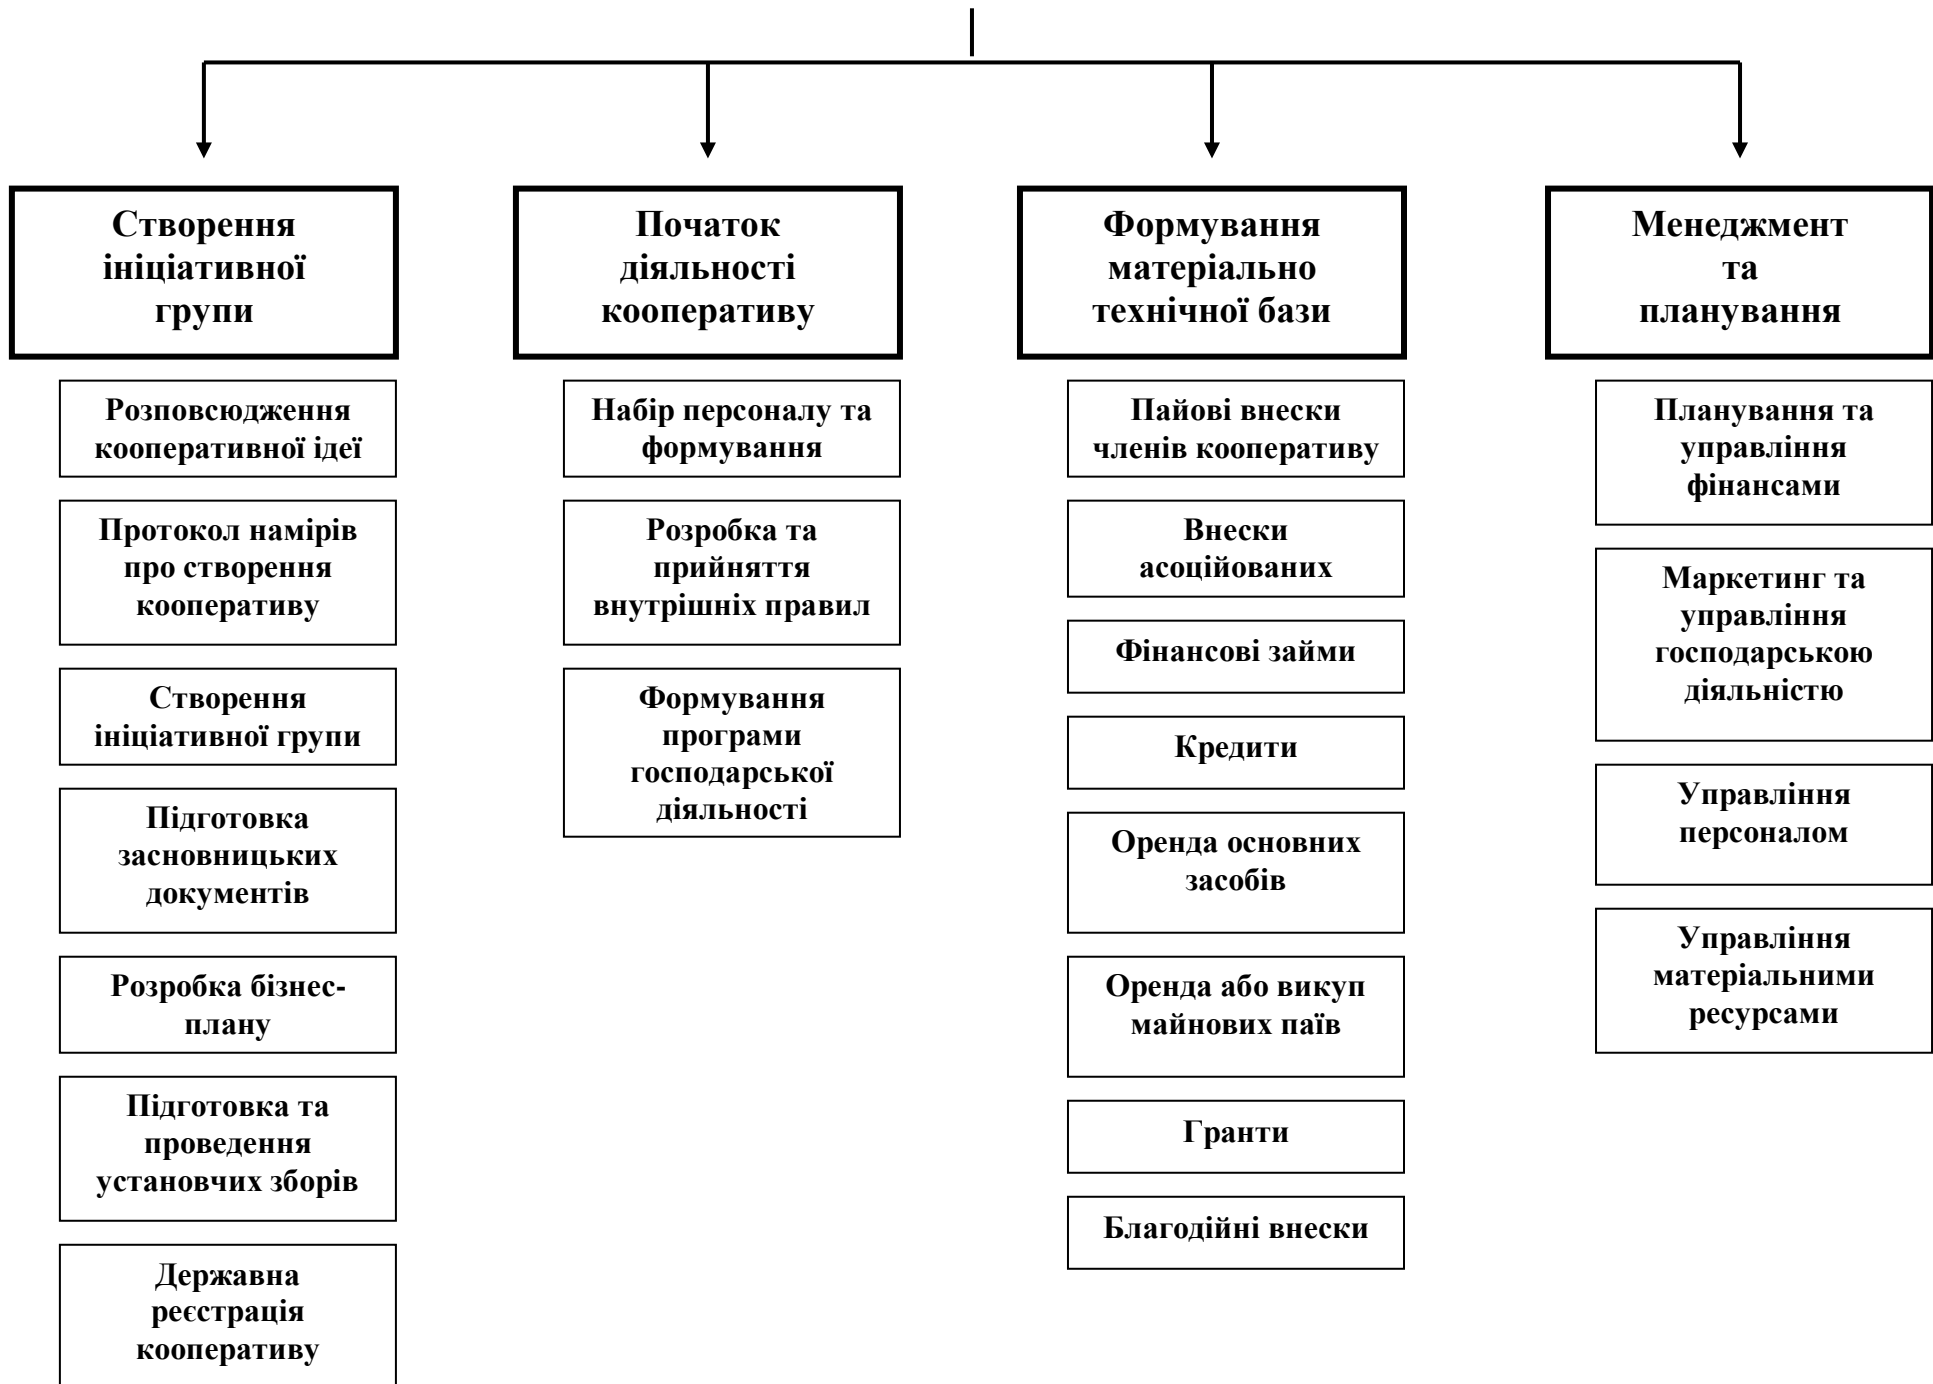 Створення
ініціативної
групи
Початок
діяльності
кооперативу
Формування
матеріально
технічної бази
Менеджмент
та
планування
Розповсюдження
кооперативної ідеї
Протокол намірів
про створення
кооперативу
Створення
ініціативної групи
Підготовка
засновницьких
документів
Розробка бізнес-
плану
Підготовка та
проведення
установчих зборів
Державна
реєстрація
кооперативу
Набір персоналу та
формування
Розробка та
прийняття
внутрішніх правил
Формування
програми
господарської
діяльності
Пайові внески
членів кооперативу
Внески
асоційованих
Фінансові займи
Кредити
Оренда основних
засобів
Оренда або викуп
майнових паїв
Гранти
Благодійні внески
Планування та
управління
фінансами
Маркетинг та
управління
господарською
діяльністю
Управління
персоналом
Управління
матеріальними
ресурсами